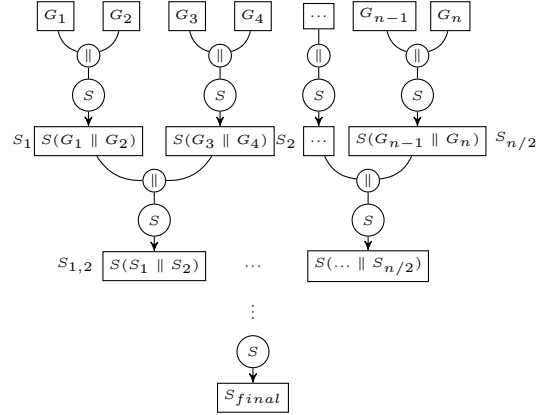 G₁ G₂ G₃ G₄ ... Gₙ₋₁ Gₙ
∥ ∥ ∥ ∥
S S S S
S₁ S(G₁ ∥ G₂) S(G₃ ∥ G₄) S₂ ... S(Gₙ₋₁ ∥ Gₙ) Sₙ/₂
∥ ∥
S S
S₁,₂ S(S₁ ∥ S₂) ... S(... ∥ Sₙ/₂)
⋮
S
S_final